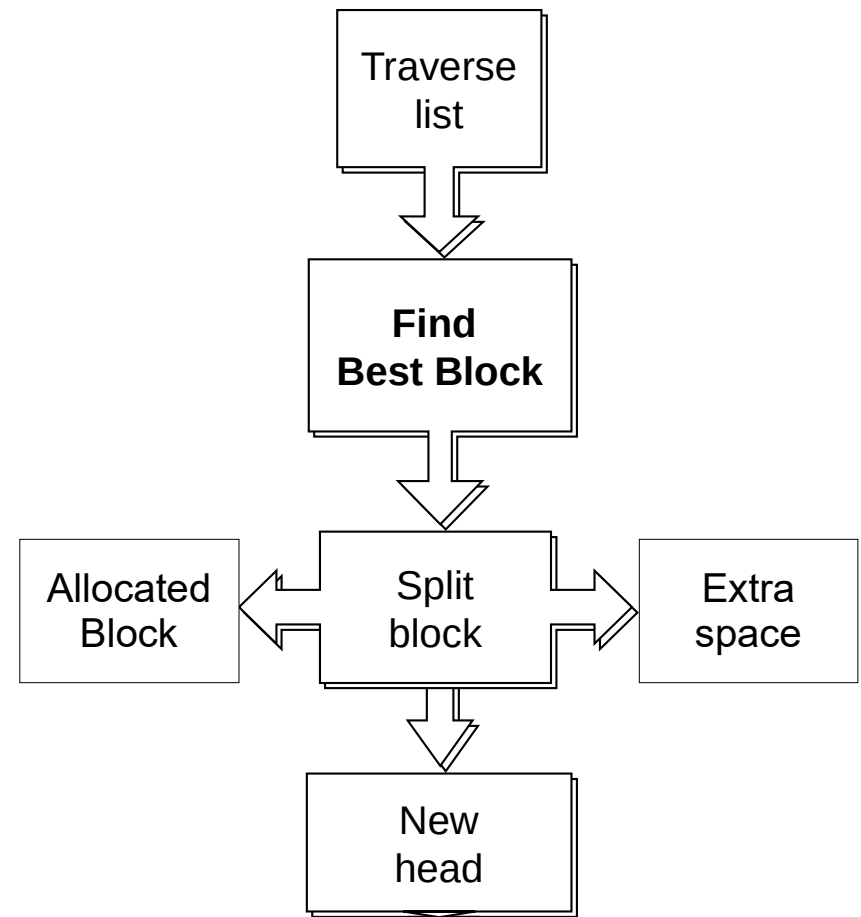 Traverse
list
Find
Best Block
Allocated
Block
Split
block
Extra
space
New
head